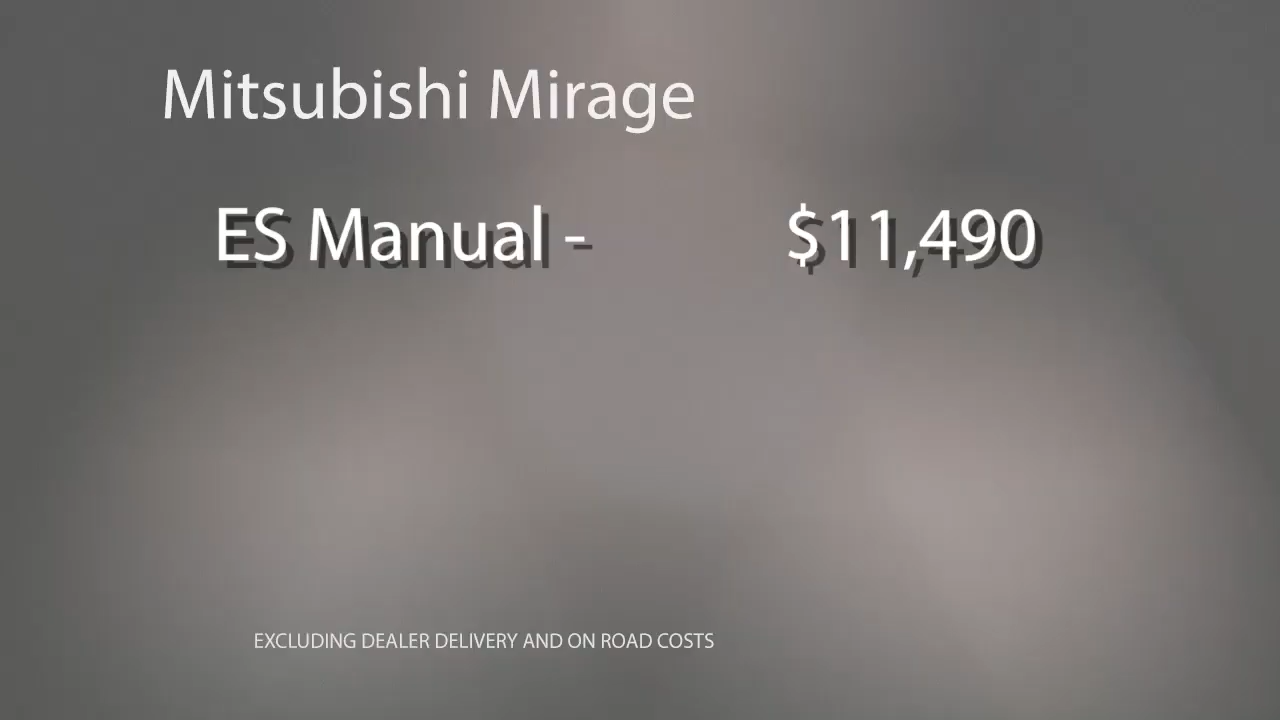 Mitsubishi Mirage
ES Manual - $11,490
EXCLUDING DEALER DELIVERY AND ON ROAD COSTS